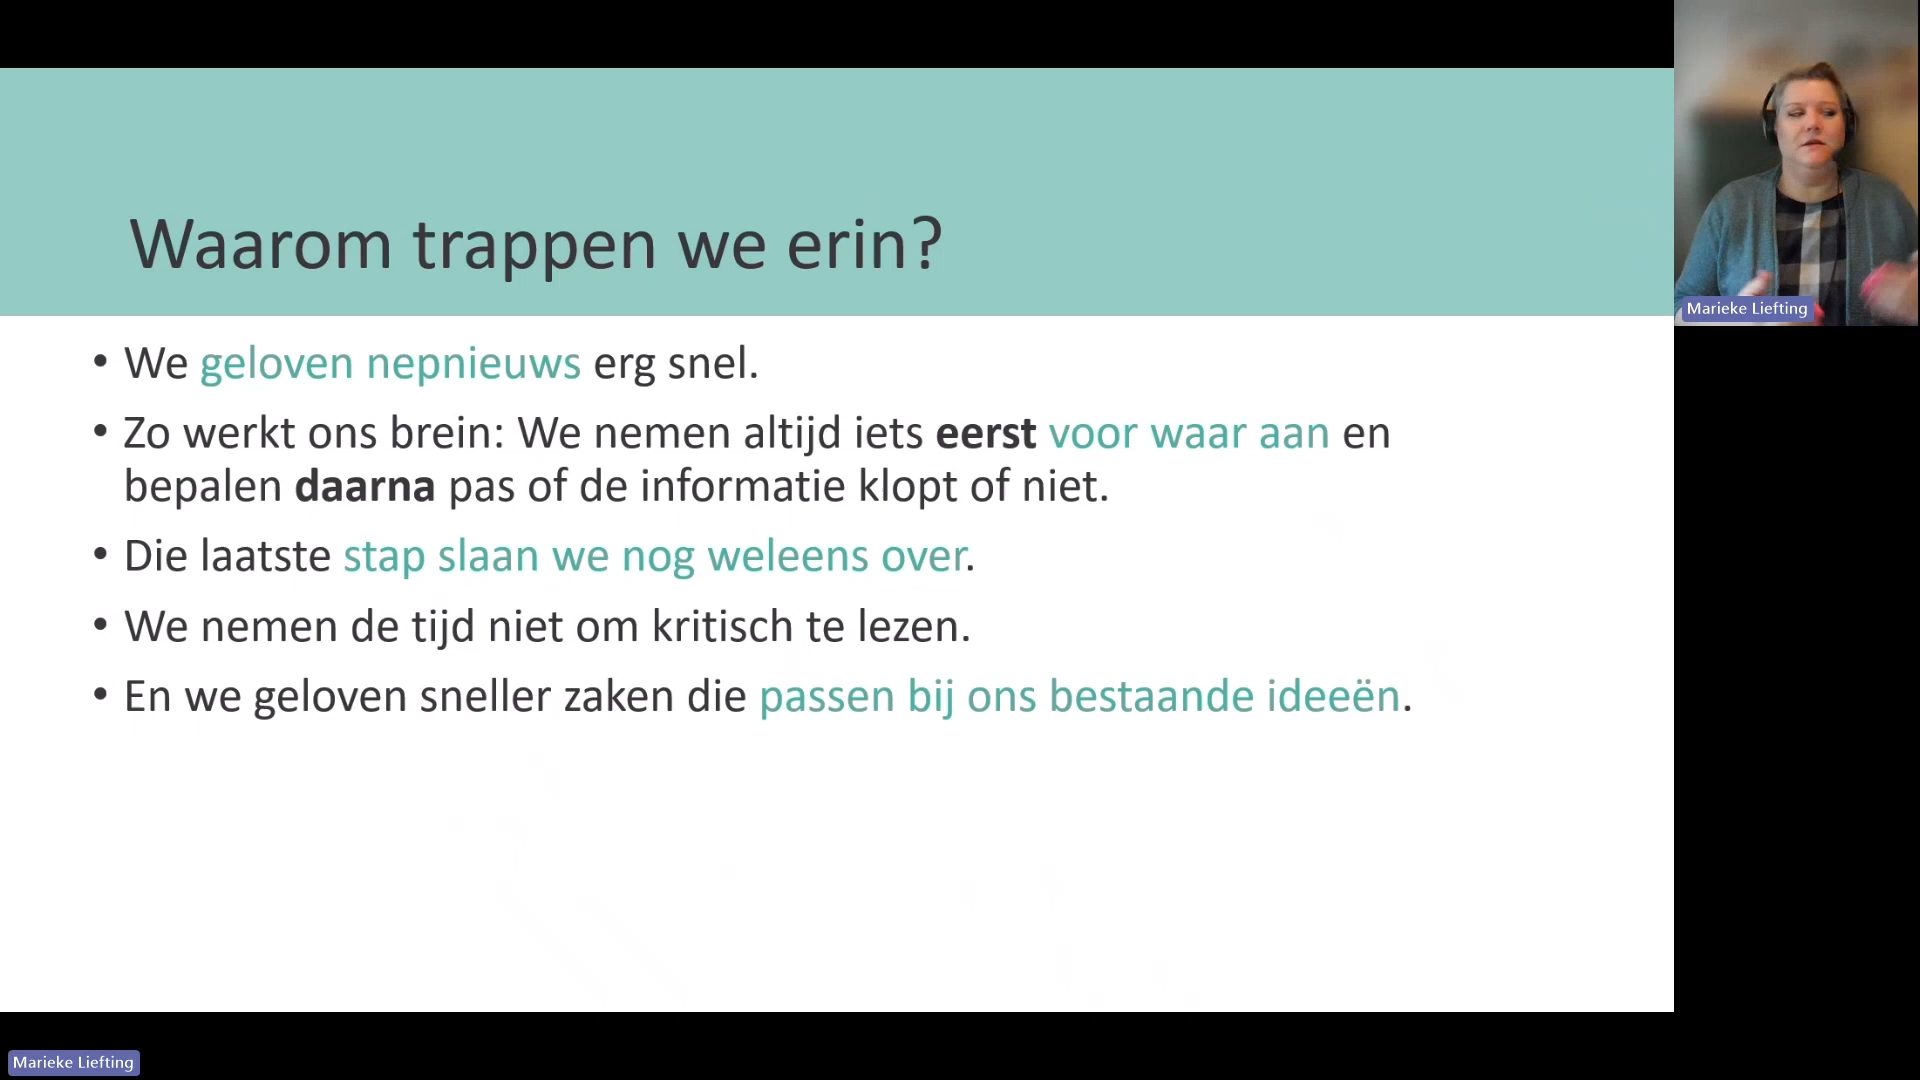 Waarom trappen we erin?
• We geloven nepnieuws erg snel.
• Zo werkt ons brein: We nemen altijd iets eerst voor waar aan en
bepalen daarna pas of de informatie klopt of niet.
• Die laatste stap slaan we nog weleens over.
• We nemen de tijd niet om kritisch te lezen.
• En we geloven sneller zaken die passen bij ons bestaande ideeën.
Marieke Liefting
Marieke Liefting